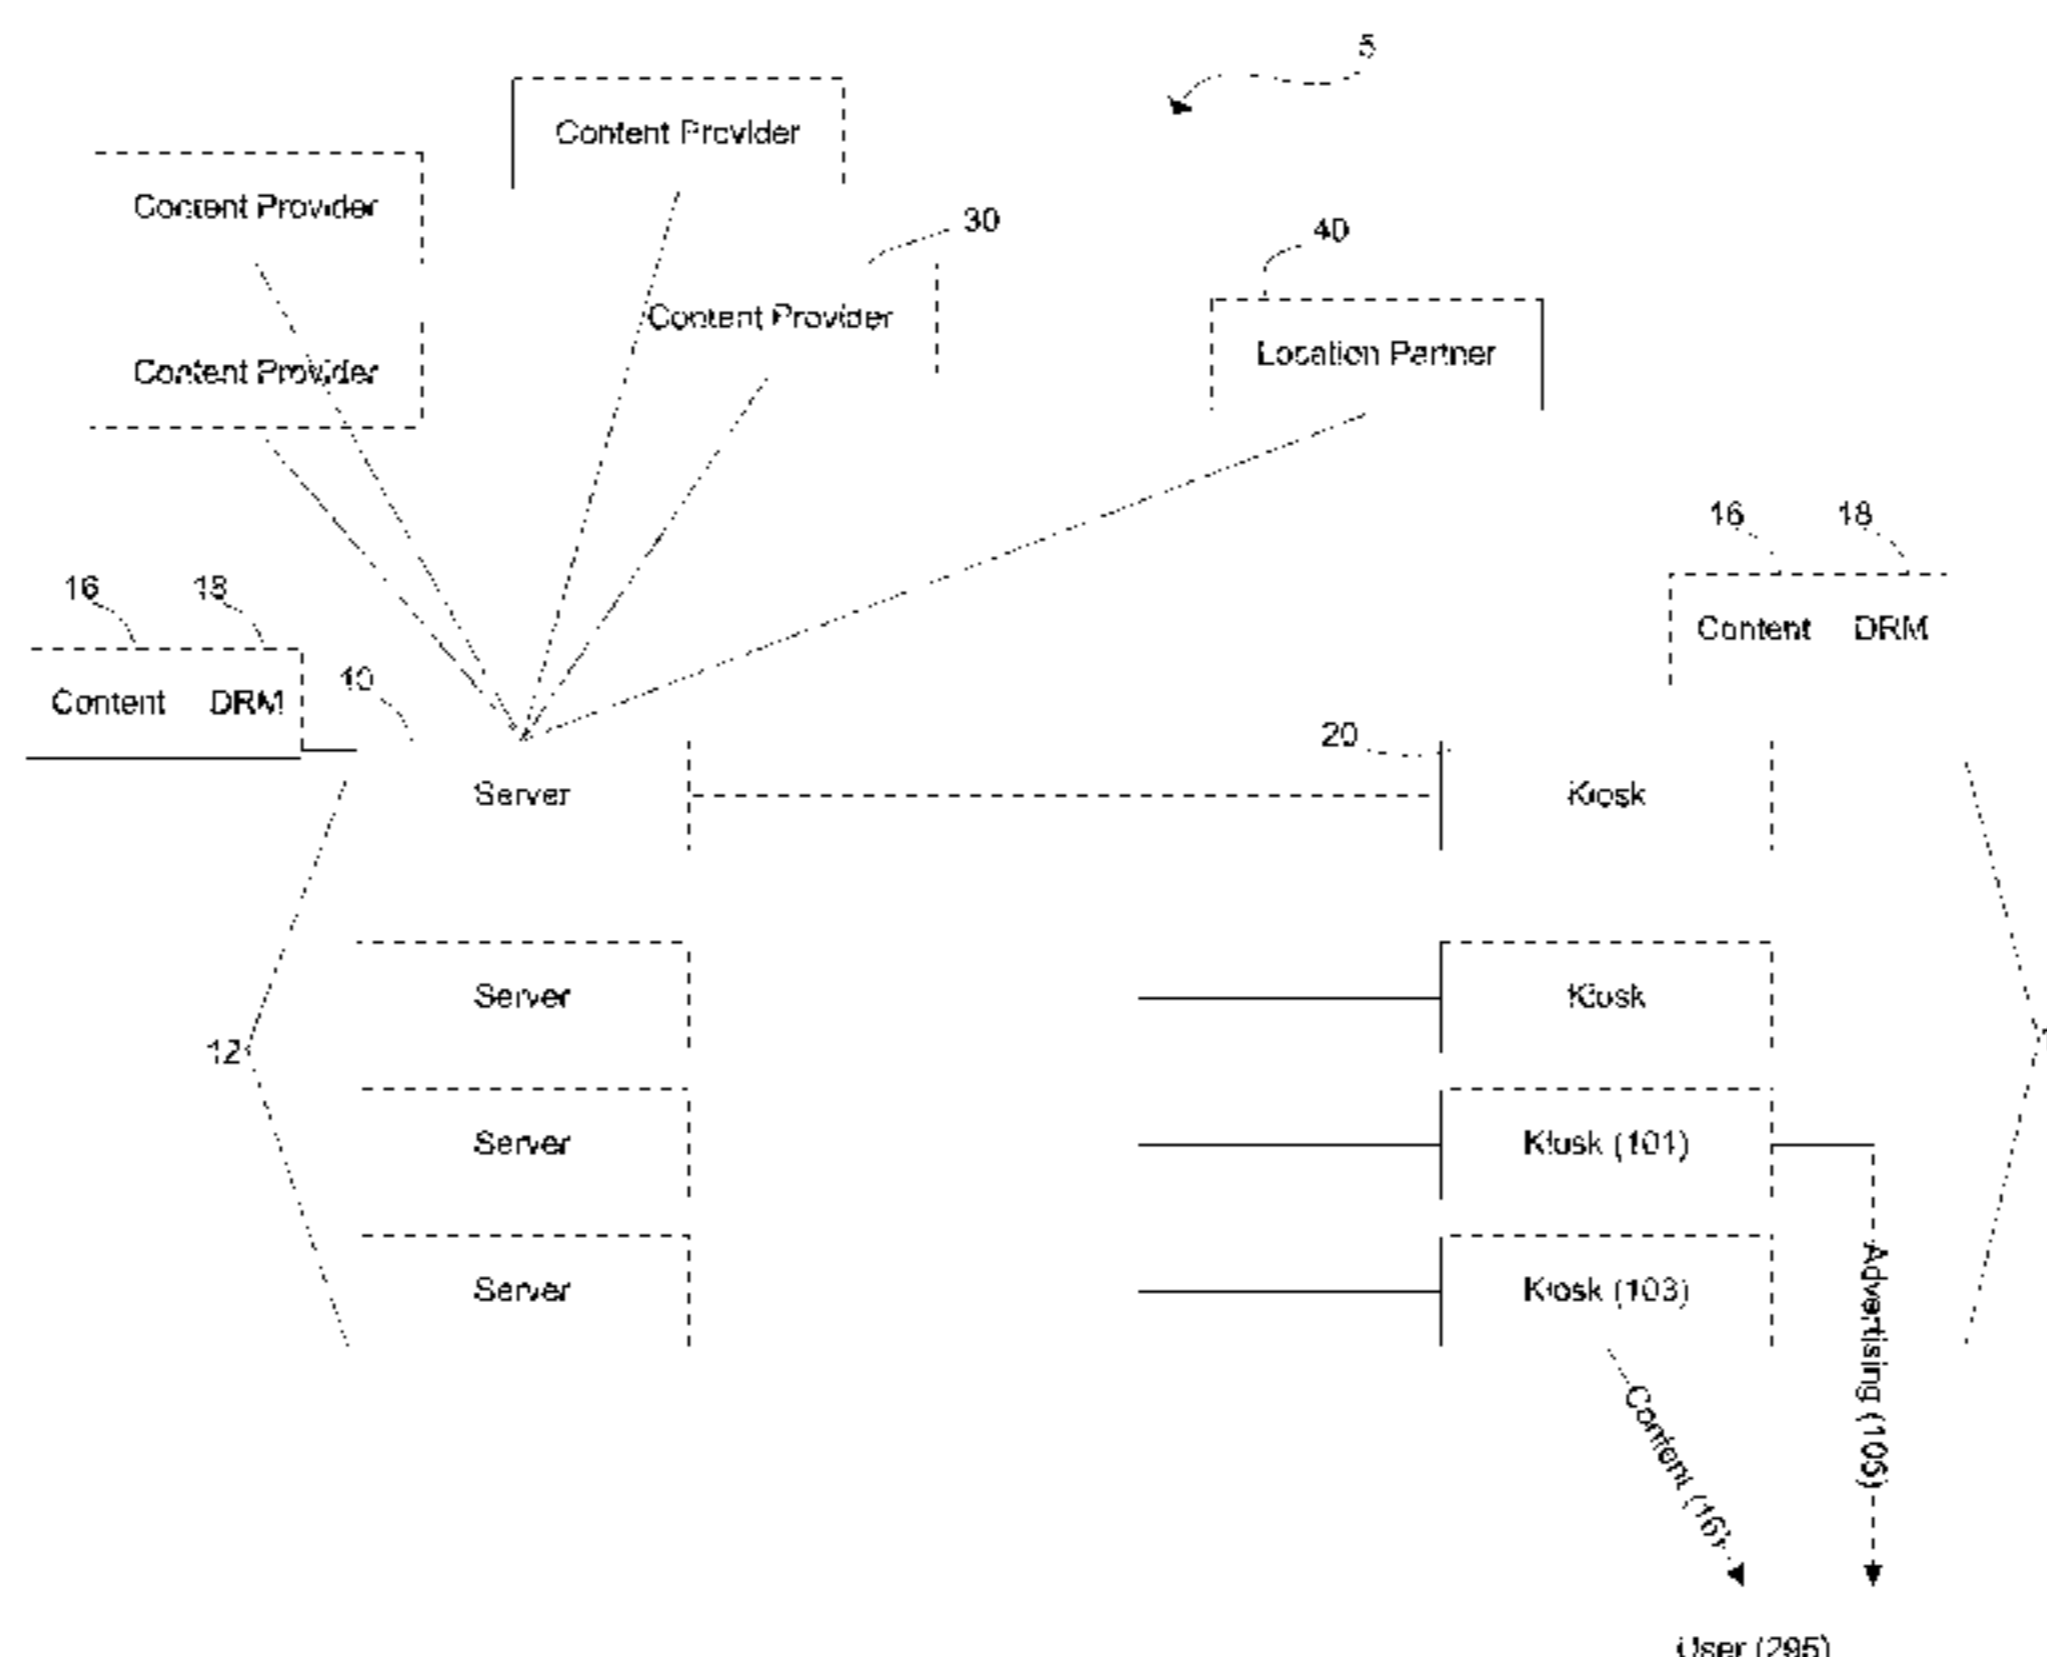 5
Content Provider
Content Provider
30
40
Content Provider
Location Partner
Content Provider
16 18
16 18
Content DRM
10
Content DRM
20
Server
Kiosk
Server
Kiosk
12
Server
Kiosk (101)
Server
Kiosk (103)
Advertising (105)
Content (16)
User (295)